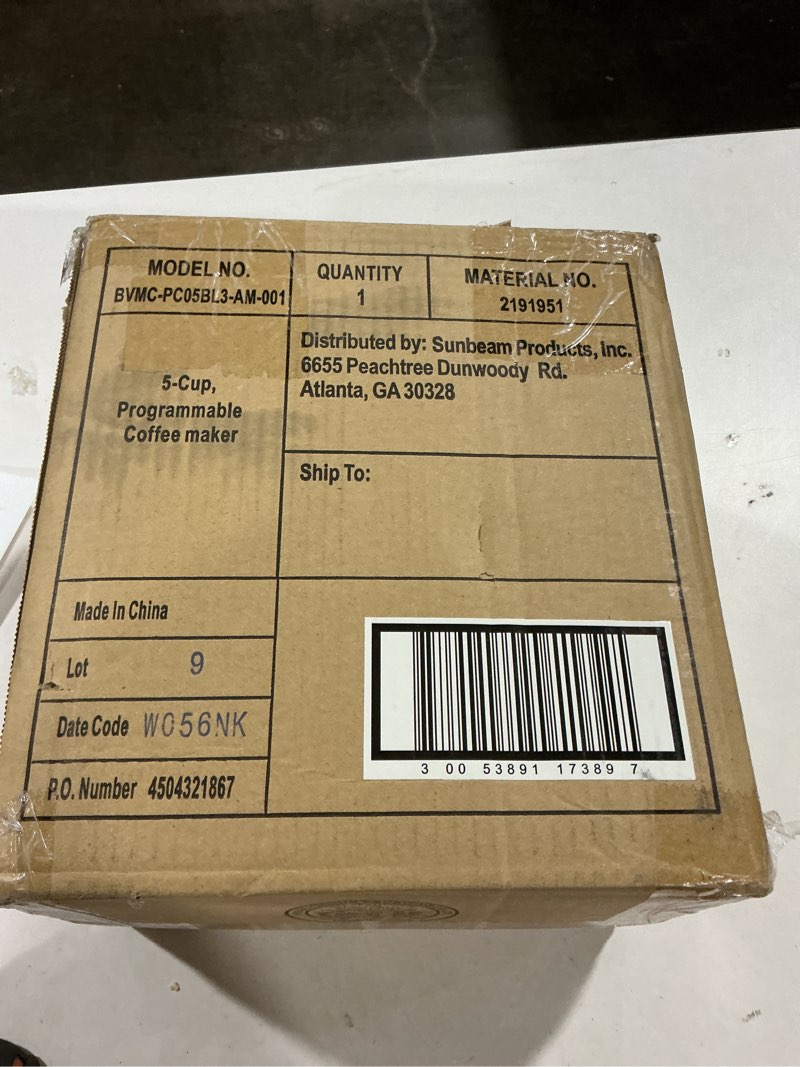 MODEL NO.
BVMC-PC05BL3-AM-001
QUANTITY
1
MATERIAL NO.
2191951
5-Cup,
Programmable
Coffee maker
Distributed by: Sunbeam Products, Inc.
6655 Peachtree Dunwoody Rd.
Atlanta, GA 30328
Ship To:
Made In China
Lot 9
Date Code W056NK
P.O. Number 4504321867
3 00 53891 17389 7